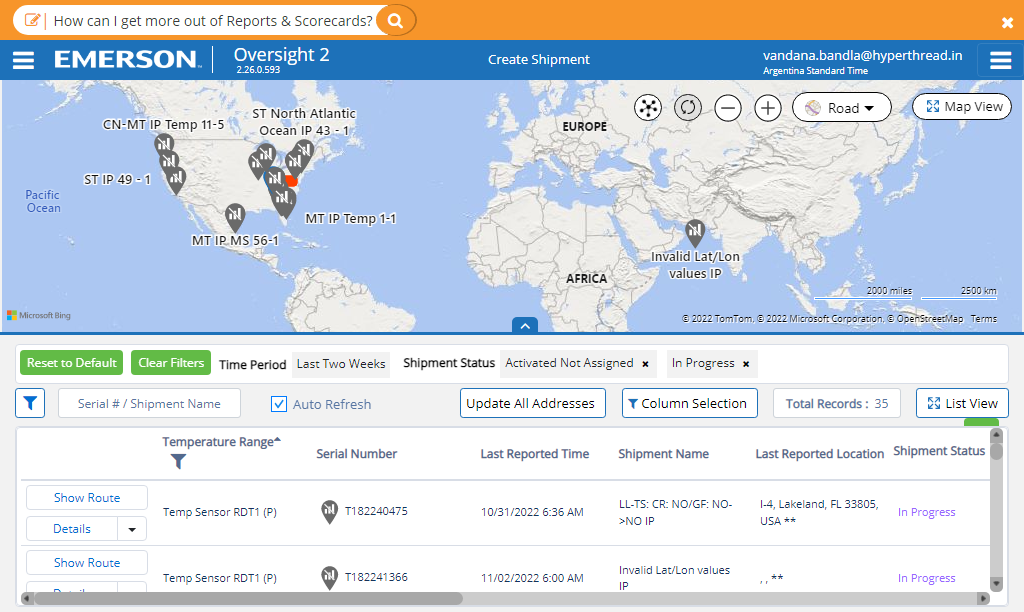 How can I get more out of Reports & Scorecards?
EMERSON
Oversight 2
2.26.0.593
Create Shipment
vandana.bandla@hyperthread.in
Argentina Standard Time
CN-MT IP Temp 11-5
ST North Atlantic
Ocean IP 43 - 1
EUROPE
Road
Map View
ST IP 49 - 1
Pacific
Ocean
MT IP Temp 1-1
MT IP MS 56-1
Invalid Lat/Lon
values IP
AFRICA
2000 miles
2500 km
Microsoft Bing
© 2022 TomTom, © 2022 Microsoft Corporation, © OpenStreetMap Terms
Reset to Default
Clear Filters
Time Period
Last Two Weeks
Shipment Status
Activated Not Assigned ×
In Progress ×
Serial # / Shipment Name
Auto Refresh
Update All Addresses
Column Selection
Total Records : 35
List View
Temperature Range
Serial Number
Last Reported Time
Shipment Name
Last Reported Location
Shipment Status
Show Route
Details
Temp Sensor RDT1 (P)
T182240475
10/31/2022 6:36 AM
LL-TS: CR: NO/GF: NO-
>NO IP
I-4, Lakeland, FL 33805,
USA **
In Progress
Show Route
Details
Temp Sensor RDT1 (P)
T182241366
11/02/2022 6:00 AM
Invalid Lat/Lon values
IP
, , **
In Progress